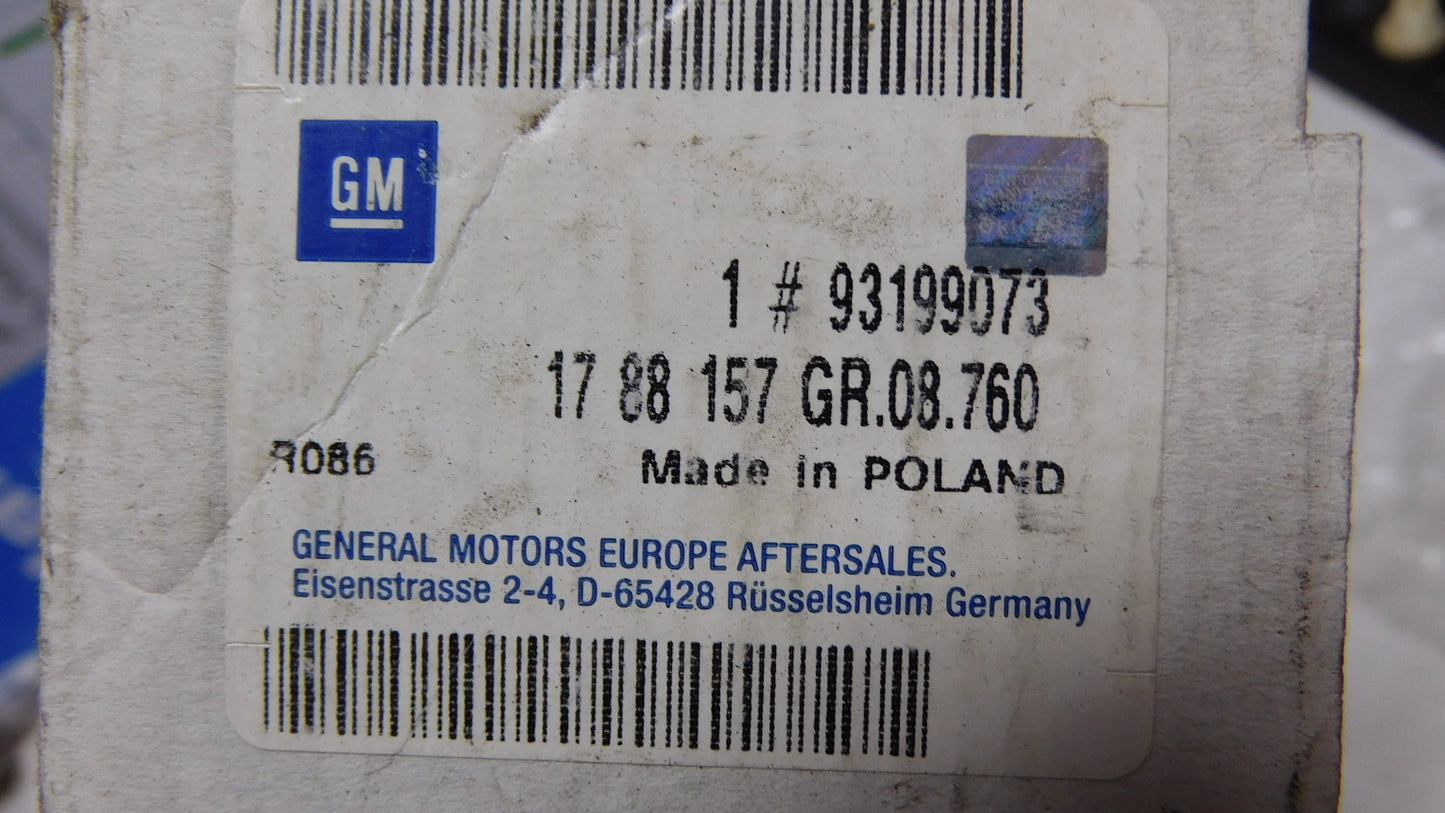 GM
1 # 93199073
17 88 157 GR.08.760
R086
Made in POLAND
GENERAL MOTORS EUROPE AFTERSALES.
Eisenstrasse 2-4, D-65428 Rüsselsheim Germany